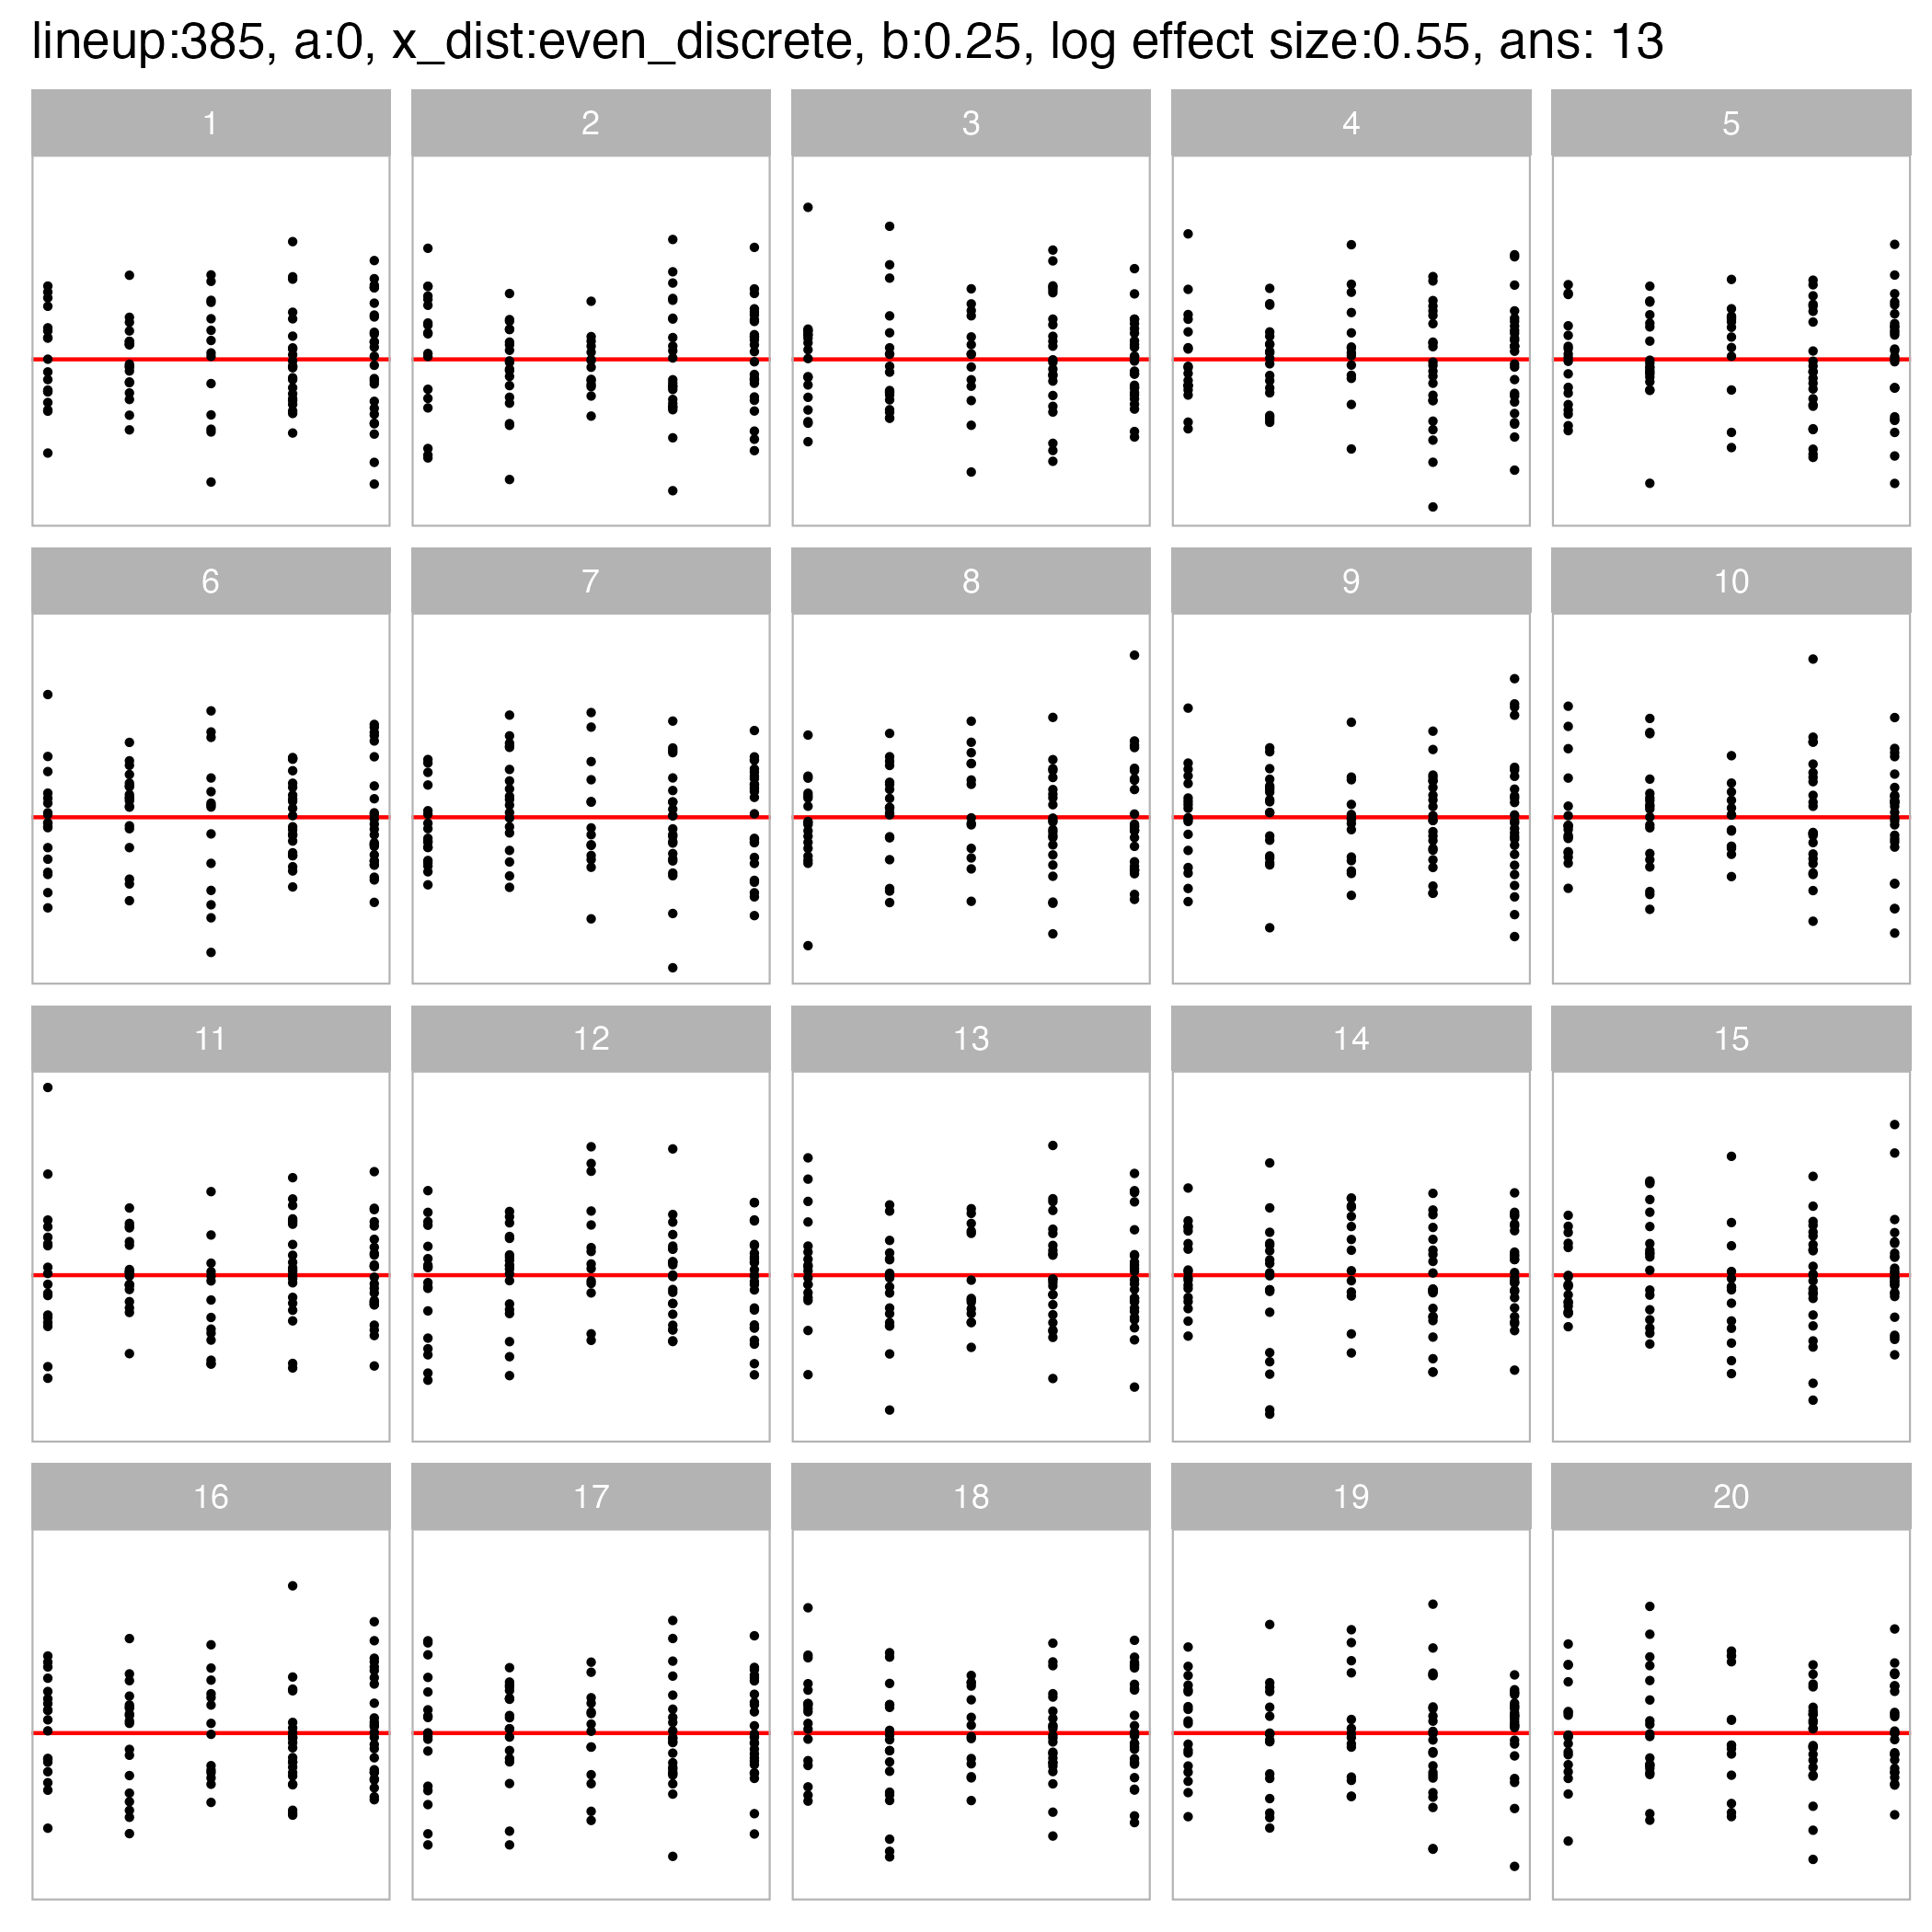 lineup:385, a:0, x_dist:even_discrete, b:0.25, log effect size:0.55, ans: 13
1 2 3 4 5
6 7 8 9 10
11 12 13 14 15
16 17 18 19 20